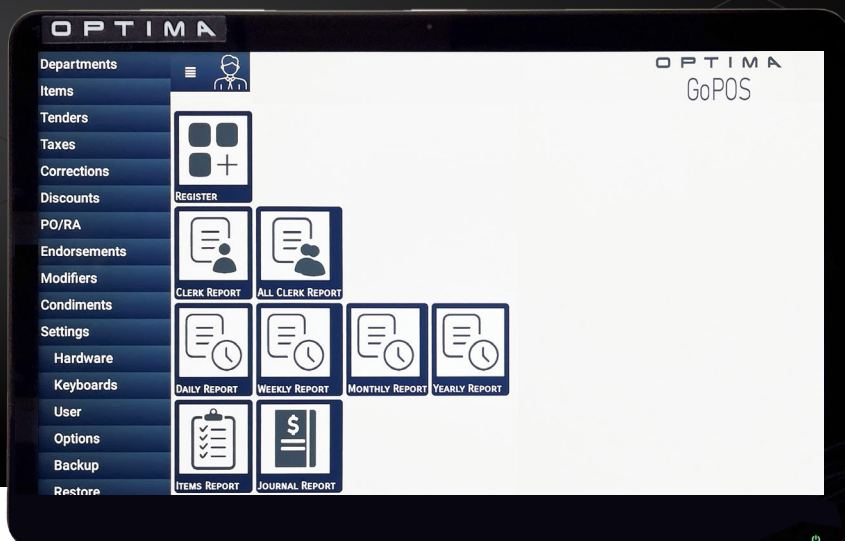 OPTIMA
Departments
Items
Tenders
Taxes
Corrections
Discounts
PO/RA
Endorsements
Modifiers
Condiments
Settings
Hardware
Keyboards
User
Options
Backup
Restore
OPTIMA
GoPOS
REGISTER
CLERK REPORT
ALL CLERK REPORT
DAILY REPORT
WEEKLY REPORT
MONTHLY REPORT
YEARLY REPORT
$
ITEMS REPORT
JOURNAL REPORT